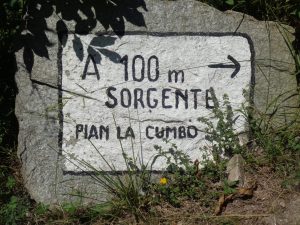 A 100 m →
SORGENTE
PIAN LA CUMBO